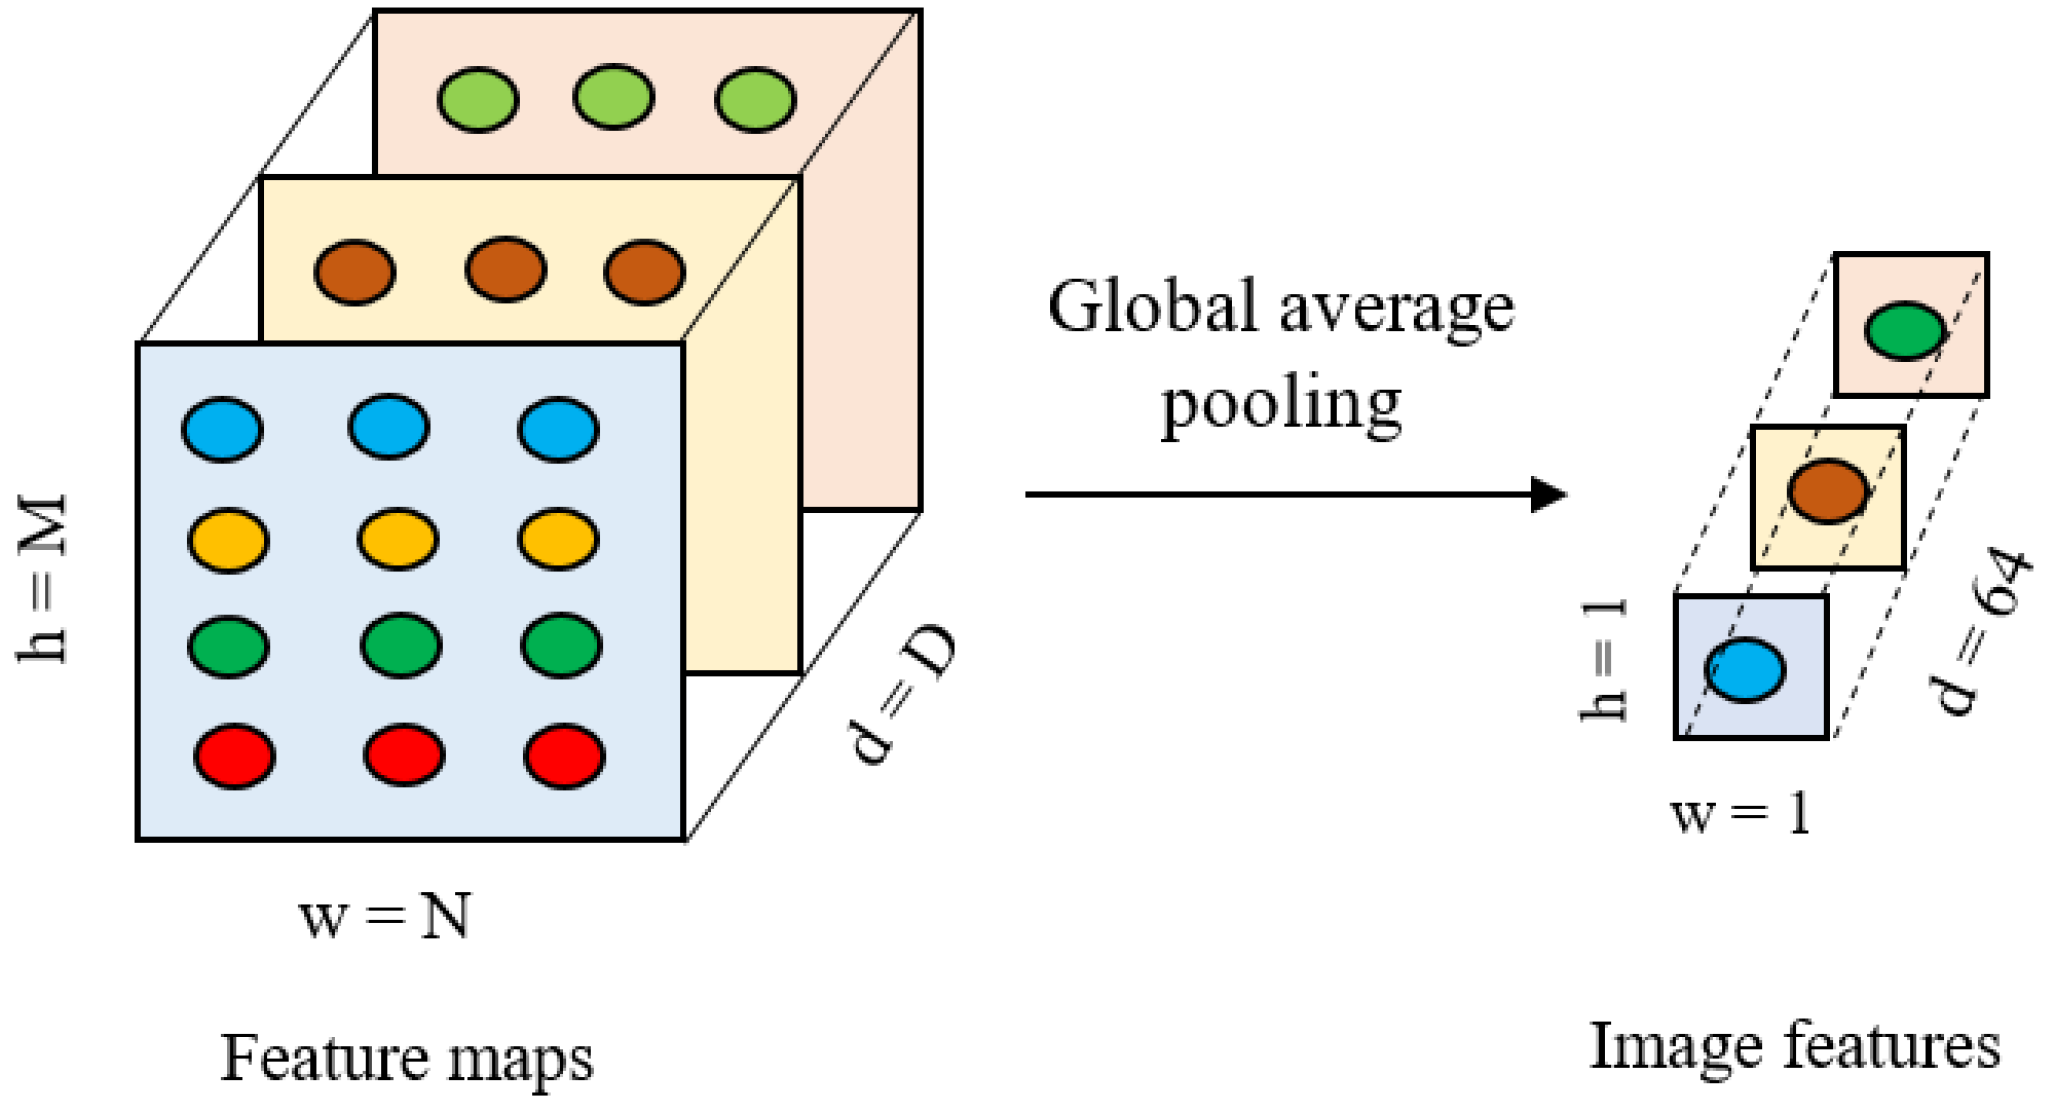 h = M
w = N
d = D
Feature maps
Global average
pooling
h = 1
w = 1
d = 64
Image features